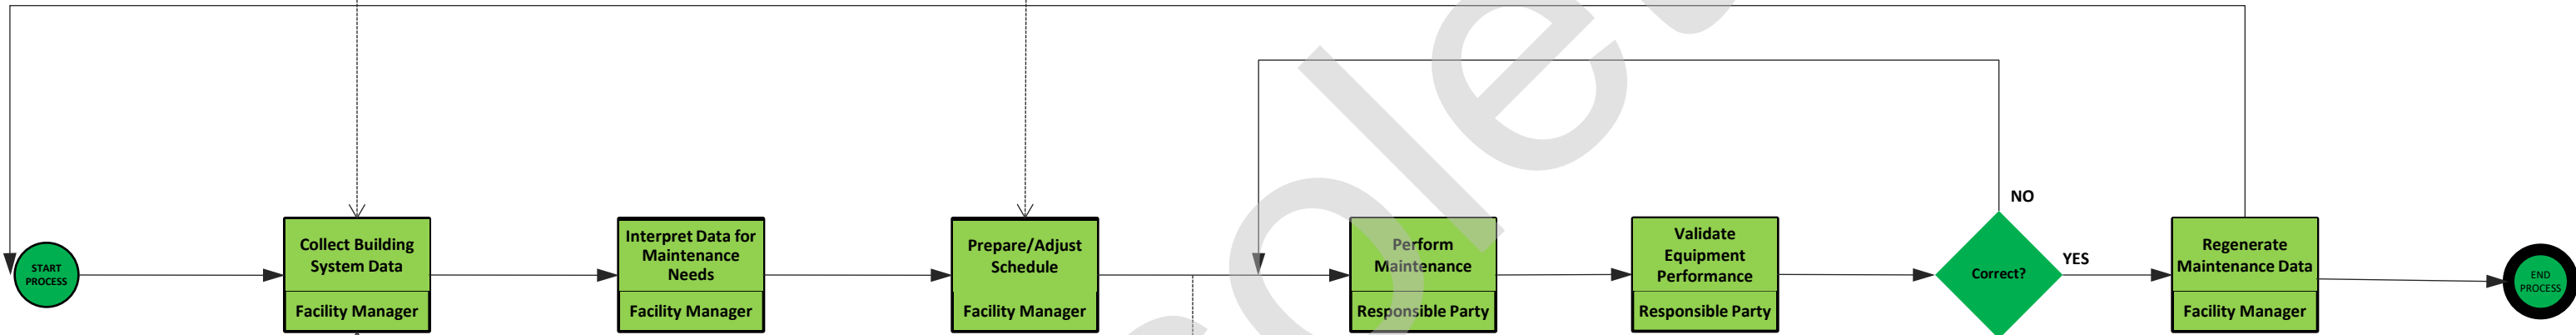 START
PROCESS
Collect Building
System Data
Facility Manager
Interpret Data for
Maintenance
Needs
Facility Manager
Prepare/Adjust
Schedule
Facility Manager
Perform
Maintenance
Responsible Party
Validate
Equipment
Performance
Responsible Party
Correct?
NO
YES
Regenerate
Maintenance Data
Facility Manager
END
PROCESS